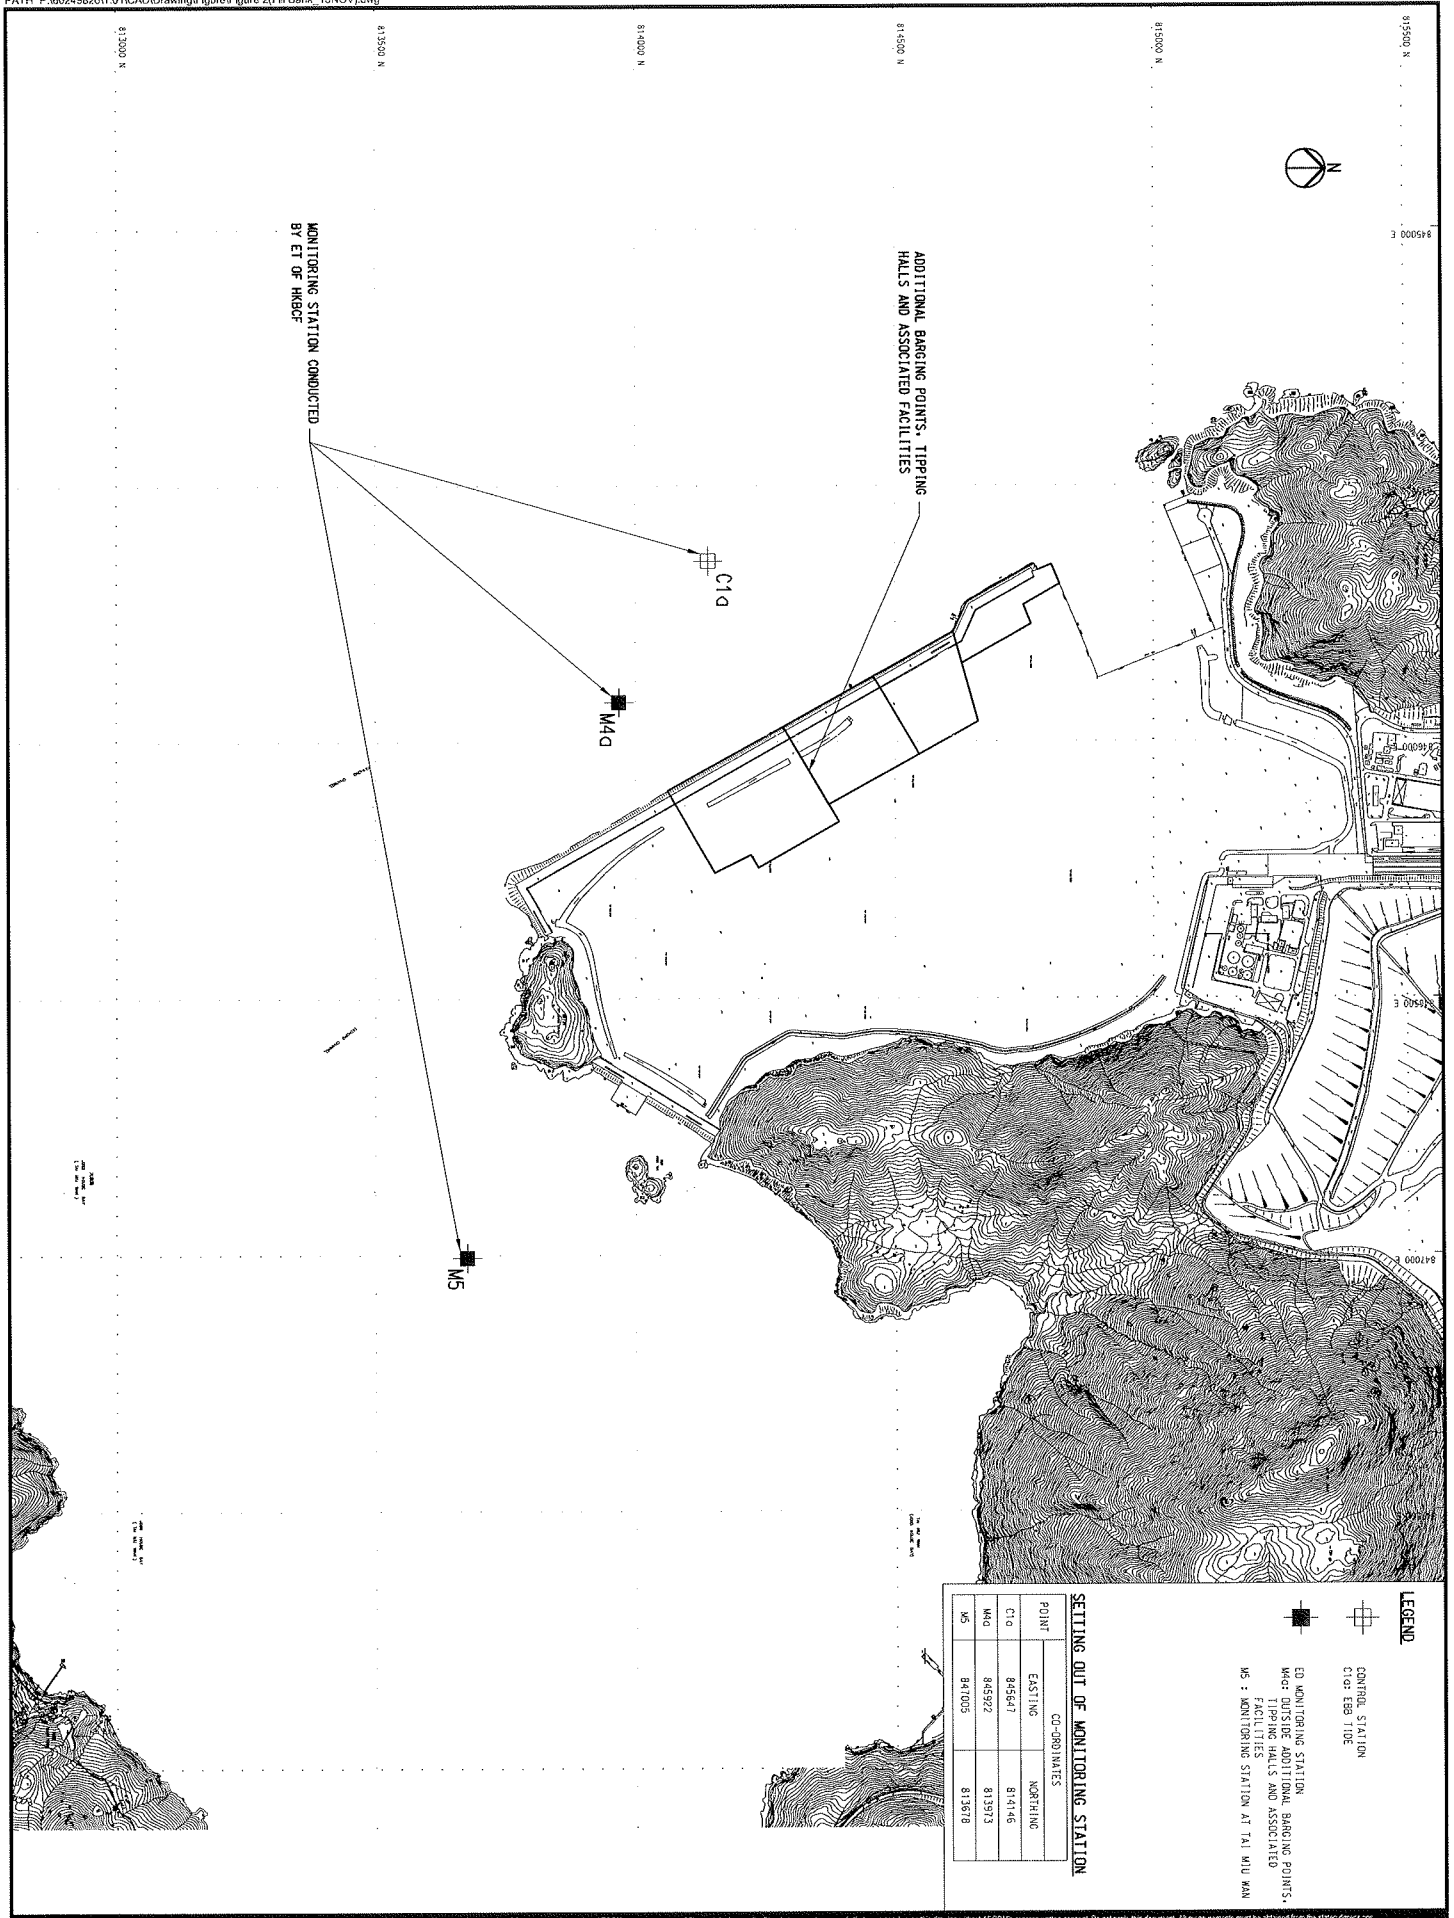 815500 N
815000 N
814500 N
814000 N
813500 N
813000 N
N
845000 E
846000 E
847000 E
ADDITIONAL BARGING POINTS, TIPPING
HALLS AND ASSOCIATED FACILITIES
MONITORING STATION CONDUCTED
BY ET OF HKBCF
C1a
M4a
M5
LEGEND
CONTROL STATION
C1a: EBB TIDE
ED MONITORING STATION
M4a: OUTSIDE ADDITIONAL BARGING POINTS,
TIPPING HALLS AND ASSOCIATED
FACILITIES
M5 : MONITORING STATION AT TAI MIU WAN
SETTING OUT OF MONITORING STATION
POINT CO-ORDINATES
EASTING NORTHING
C1a 845647 814146
M4a 845922 813973
M5 847005 813678